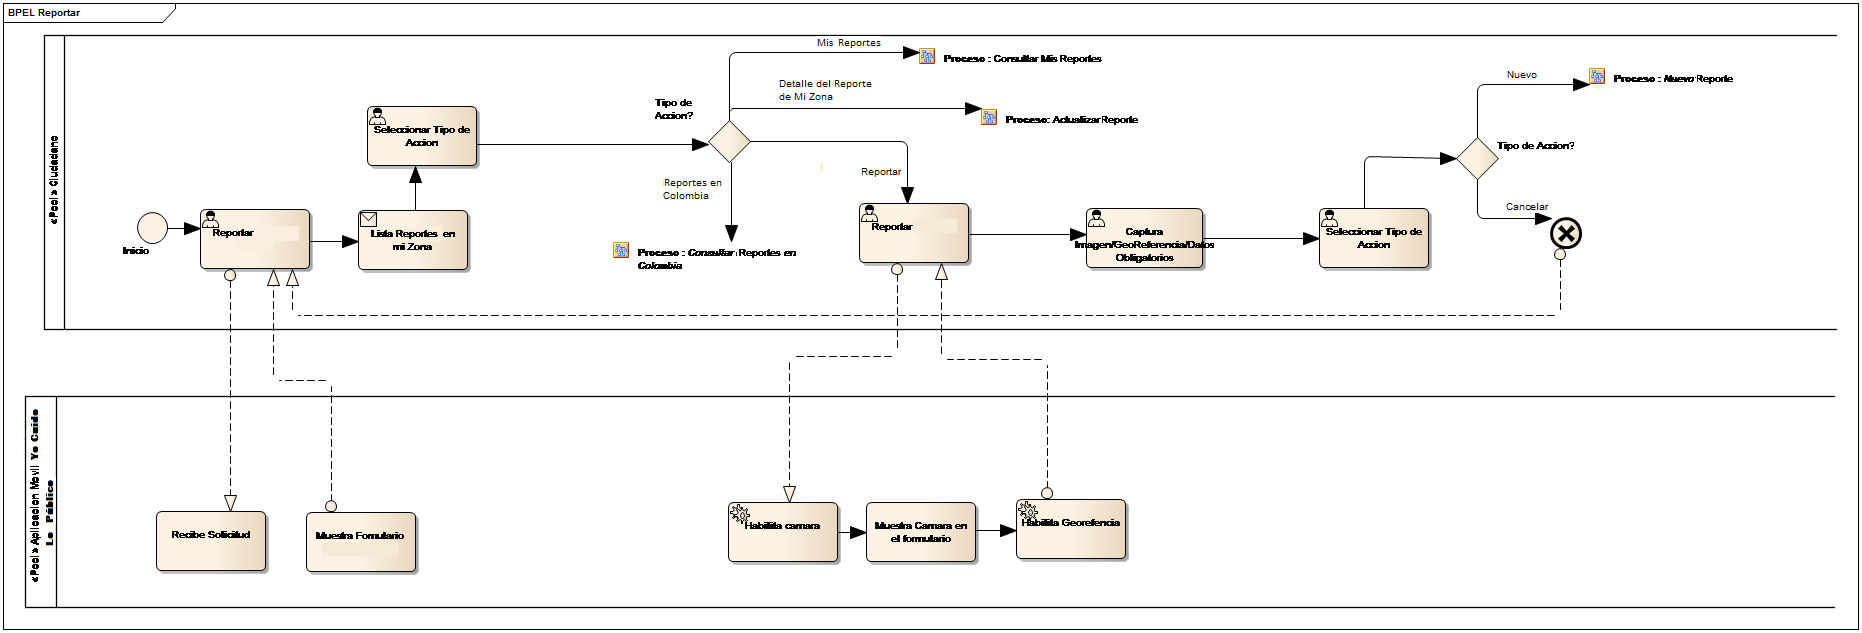 BPEL Reportar
«Pool» Ciudadano
Inicio
Reportar
Lista Reportes en
mi Zona
Seleccionar Tipo de
Accion
Tipo de
Accion?
Mis Reportes
Proceso : Consultar Mis Reportes
Detalle del Reporte
de Mi Zona
Proceso: Actualizar Reporte
Reportar
Reportes en
Colombia
Proceso : Consultar Reportes en
Colombia
Reportar
Captura
Imagen/GeoReferencia/Datos
Obligatorios
Seleccionar Tipo de
Accion
Tipo de Accion?
Nuevo
Proceso : Nuevo Reporte
Cancelar
«Pool» Aplicacion Movil Yo Cuido
Lo Público
Recibe Solicitud
Muestra Fomulario
Habilita camara
Muestra Camara en
el formulario
Habilita Georefencia